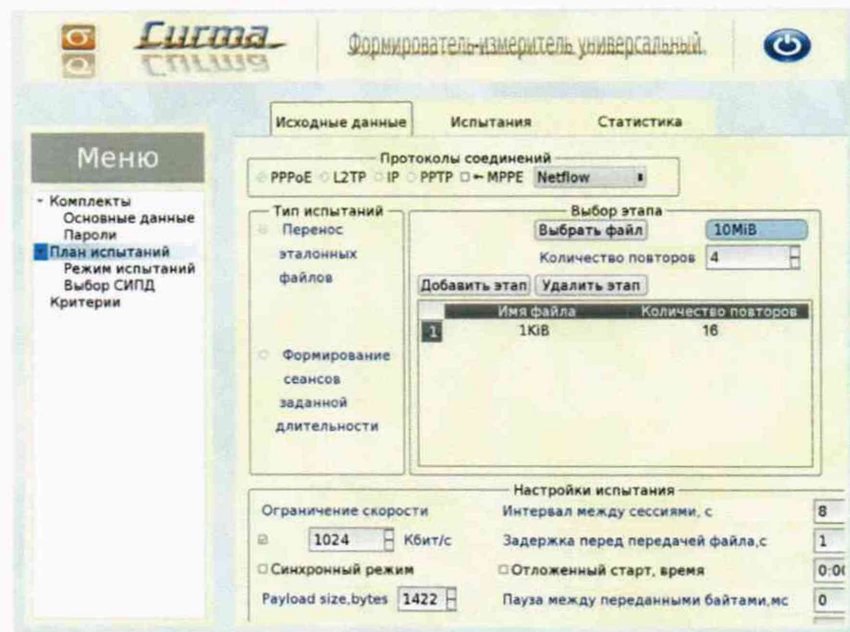 σ Сигта Формирователь-измеритель универсальный.
Исходные данные Испытания Статистика
Меню
Комплекты
Основные данные
Пароли
План испытаний
Режим испытаний
Выбор СИПД
Критерии
Протоколы соединений
PPPoE L2TP IP PPTP ← MPPE Netflow
Тип испытаний
Перенос
эталонных
файлов
Формирование
сеансов
заданной
длительности
Выбор этапа
Выбрать файл 10MiB
Количество повторов 4
Добавить этап Удалить этап
Имя файла Количество повторов
1 1KiB 16
Настройки испытания
Ограничение скорости Интервал между сессиями, с 8
1024 Кбит/с Задержка перед передачей файла,с 1
Синхронный режим Отложенный старт, время 0:00
Payload size,bytes 1422 Пауза между переданными байтами,мс 0